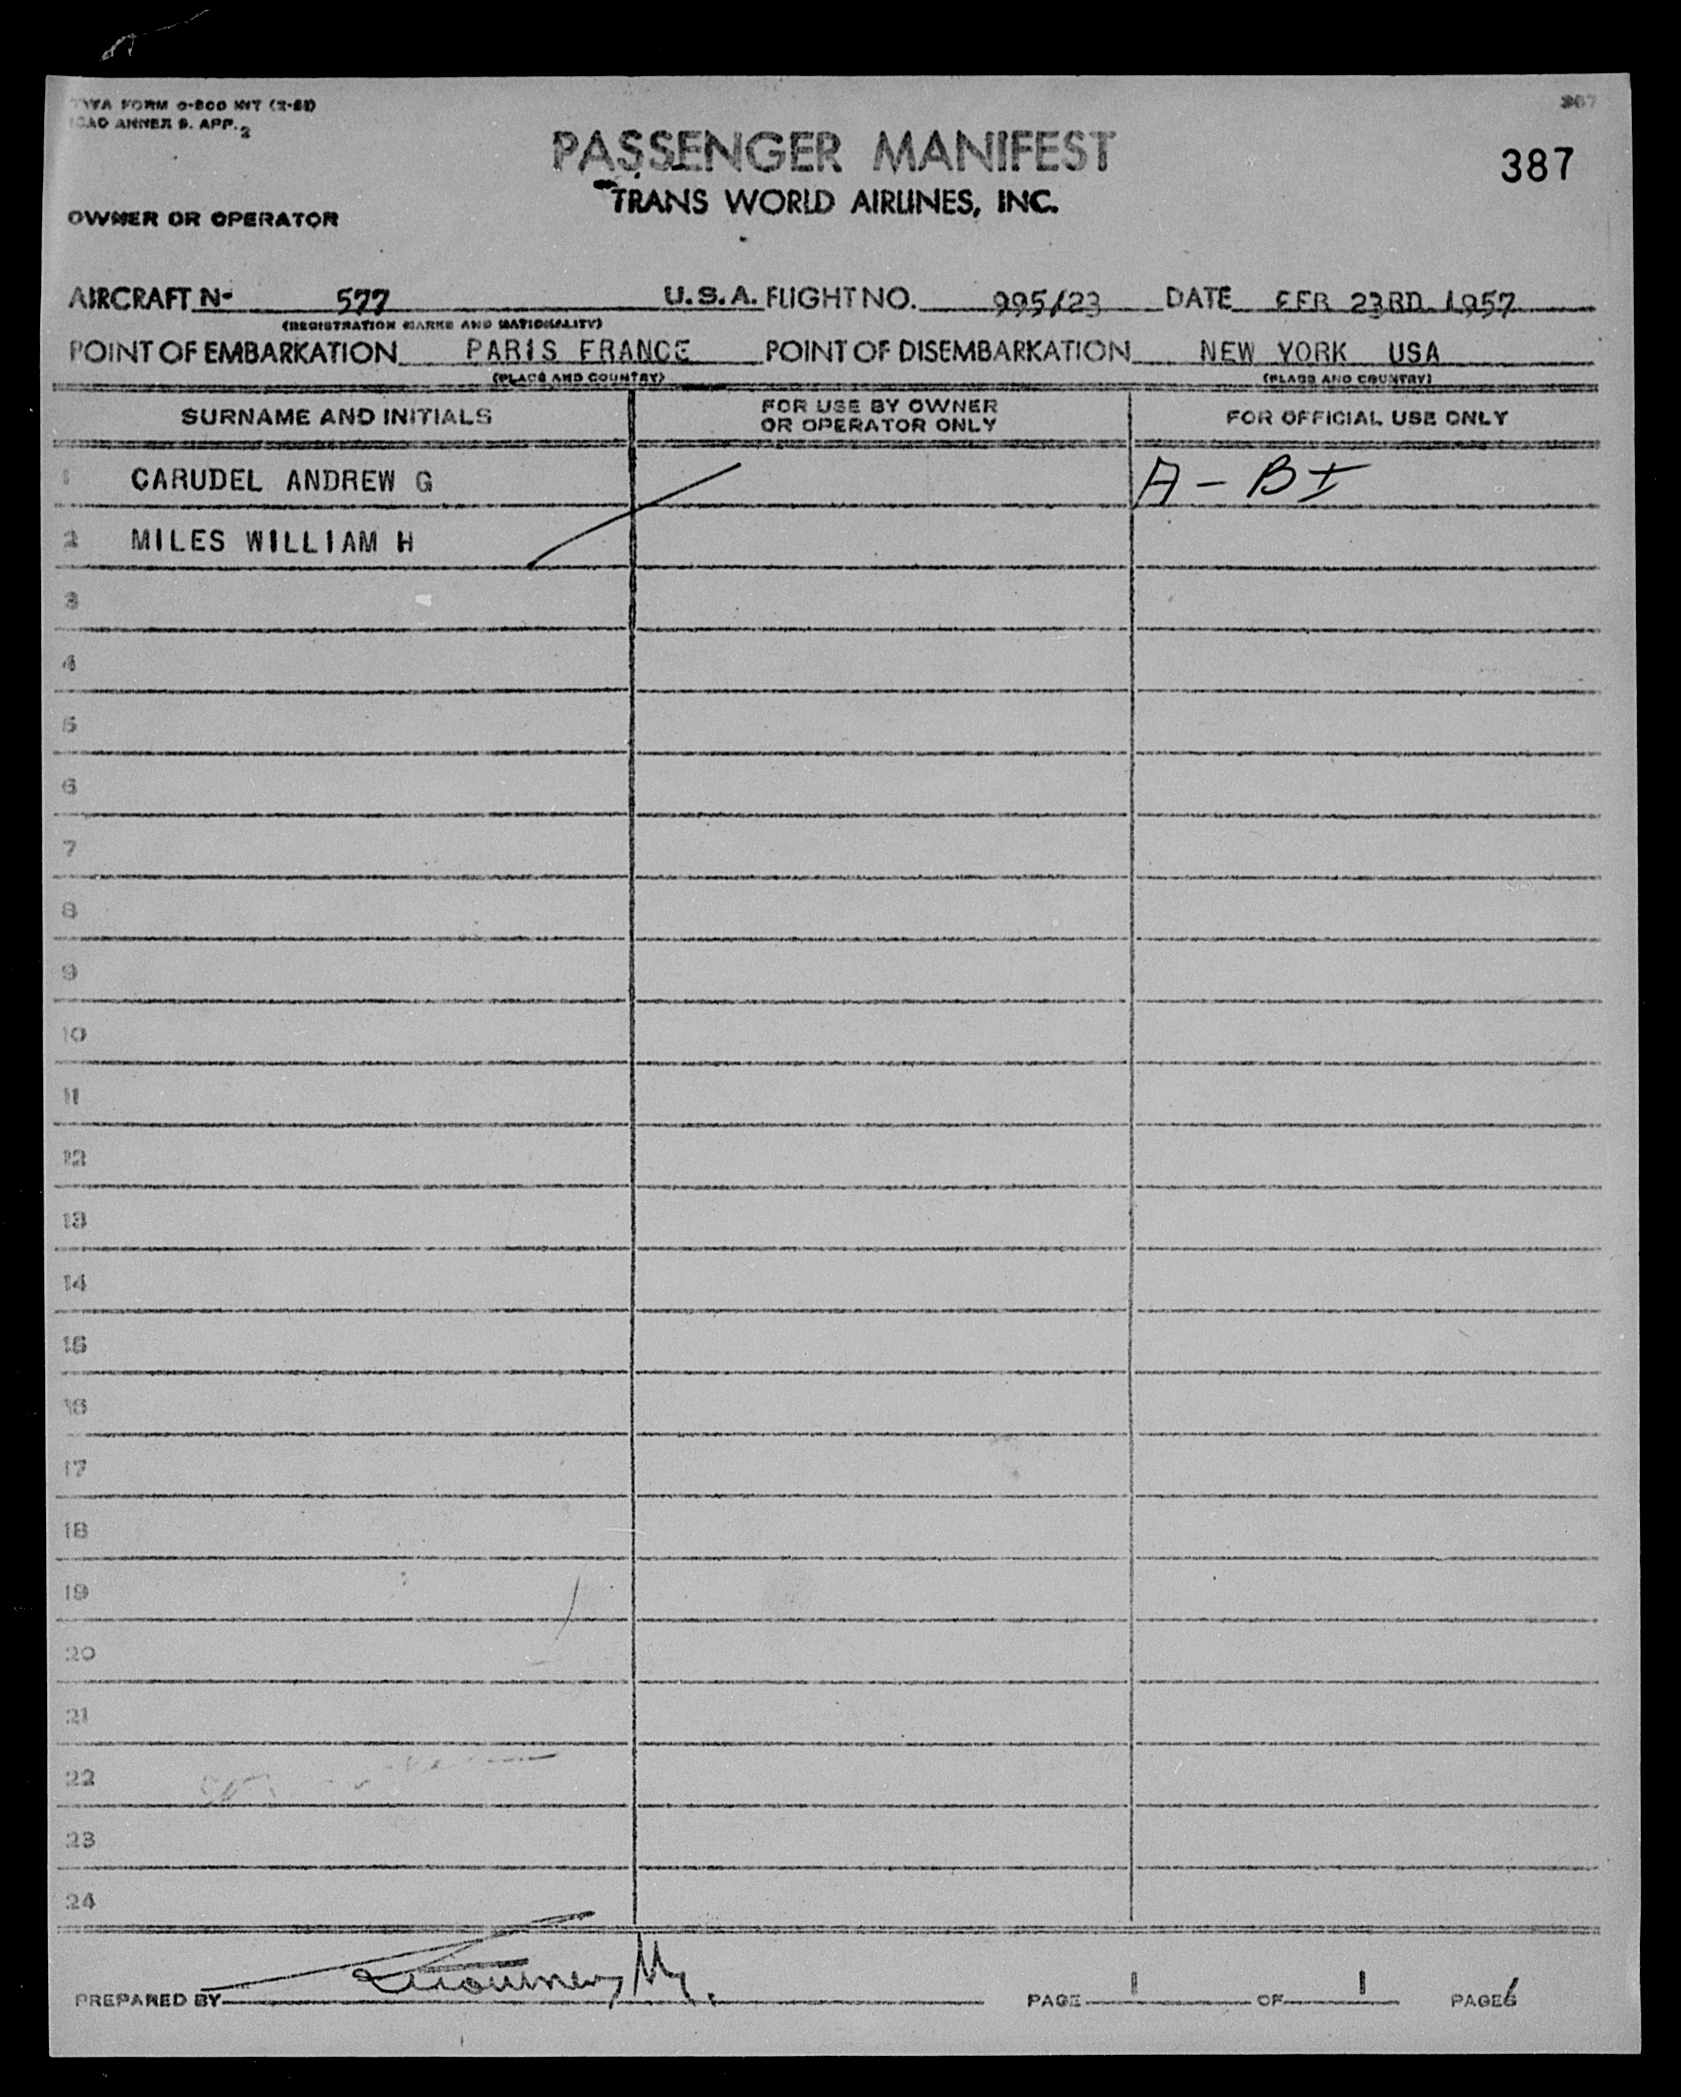 TWA FORM O-800 INT (2-52)
367
ICAO ANNEX 9. APP. 2
PASSENGER MANIFEST
387
TRANS WORLD AIRLINES, INC.
OWNER OR OPERATOR
AIRCRAFT N- 577 U.S.A. FLIGHT NO. 995/23 DATE FEB 23RD 1957
(REGISTRATION MARKS AND NATIONALITY)
POINT OF EMBARKATION PARIS FRANCE POINT OF DISEMBARKATION NEW YORK USA
(PLACE AND COUNTRY) (PLACE AND COUNTRY)
SURNAME AND INITIALS FOR USE BY OWNER OR OPERATOR ONLY FOR OFFICIAL USE ONLY
1 CARUDEL ANDREW G A - BI
2 MILES WILLIAM H
3
4
5
6
7
8
9
10
11
12
13
14
15
16
17
18
19
20
21
22
23
24
PREPARED BY PAGE 1 OF 1 PAGES